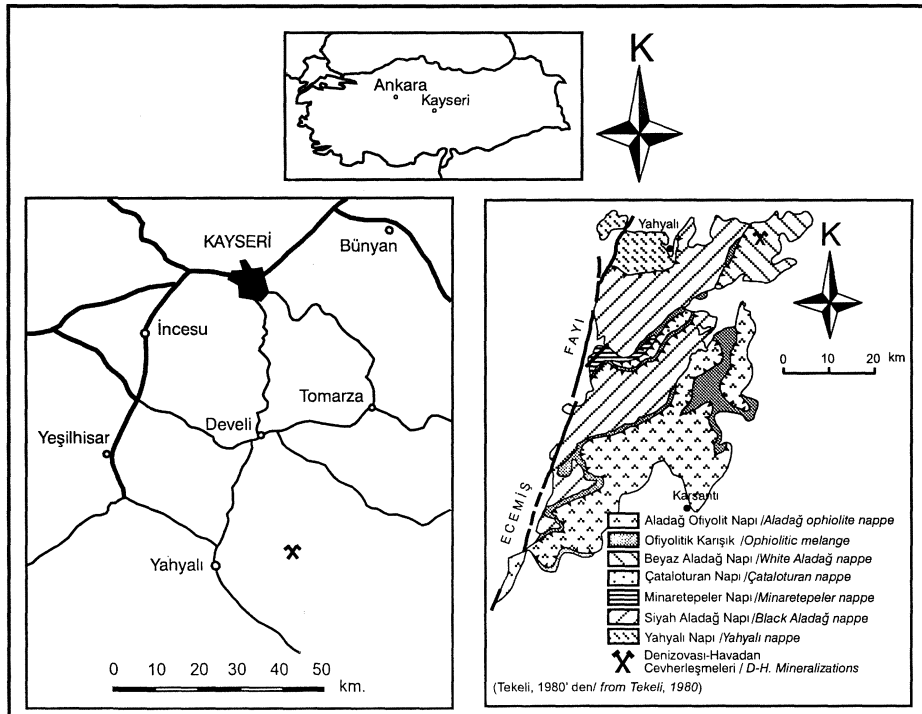 K
Ankara
Kayseri
KAYSERİ
Bünyan
İncesu
Tomarza
Develi
Yeşilhisar
Yahyalı
0 10 20 30 40 50
km.
Yahyalı
K
FAYI
0 10 20 km
ECEMİŞ
Karsantı
Aladağ Ofiyolit Napı /Aladağ ophiolite nappe
Ofiyolitik Karışık /Ophiolitic melange
Beyaz Aladağ Napı /White Aladağ nappe
Çataloturan Napı /Çataloturan nappe
Minaretepeler Napı /Minaretepeler nappe
Siyah Aladağ Napı /Black Aladağ nappe
Yahyalı Napı /Yahyalı nappe
Denizovası-Havadan
Cevherleşmeleri / D-H. Mineralizations
(Tekeli, 1980' den/ from Tekeli, 1980)